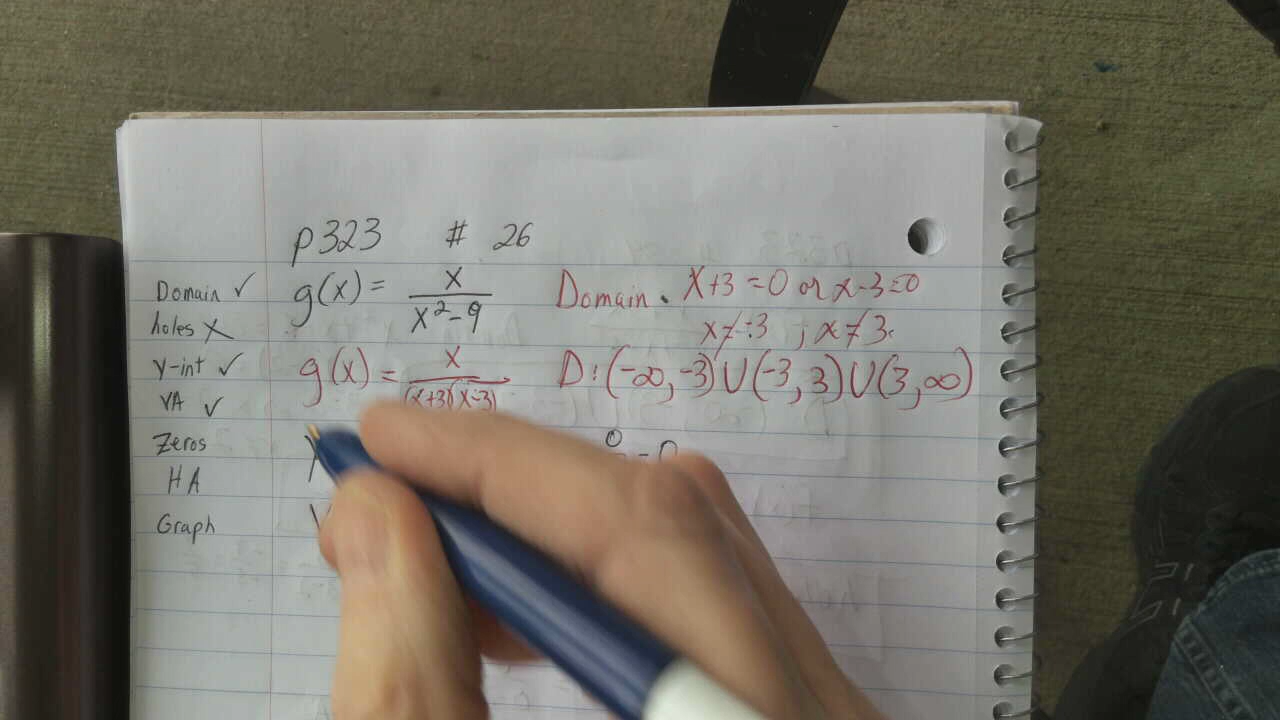 p323 # 26
Domain ✓
holes X
y-int ✓
VA ✓
Zeros
HA
Graph
g(x) = x / x²-9
g(x) = x / (x+3)(x-3)
Domain. x+3=0 or x-3=0
x≠-3 ; x≠3.
D: (-∞,-3)U(-3,3)U(3,∞)